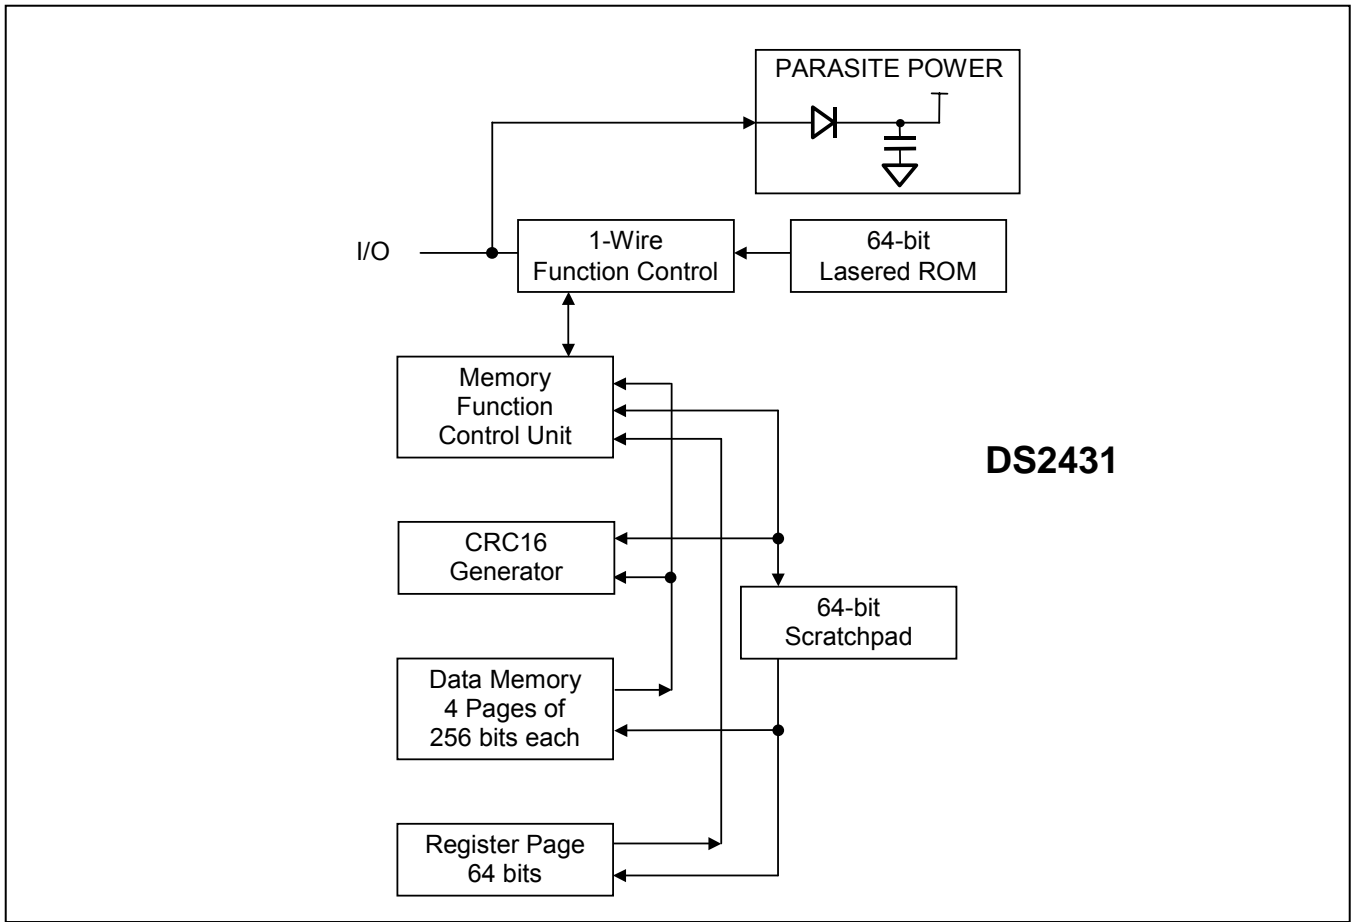 PARASITE POWER
I/O
1-Wire
Function Control
64-bit
Lasered ROM
Memory
Function
Control Unit
DS2431
CRC16
Generator
64-bit
Scratchpad
Data Memory
4 Pages of
256 bits each
Register Page
64 bits